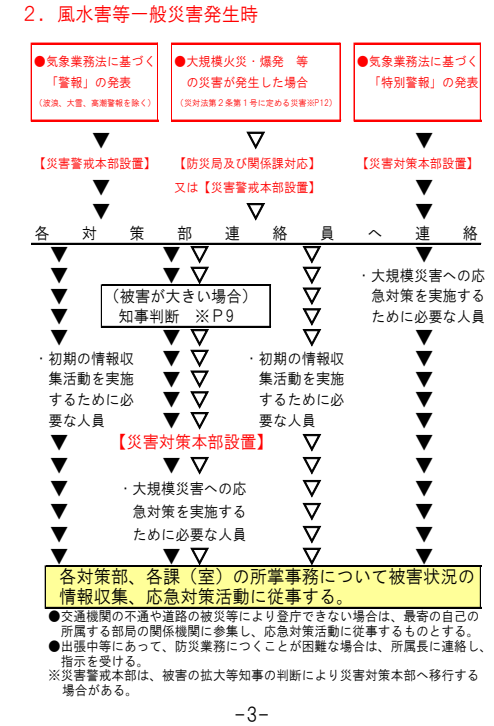 ２．風水害等一般災害発生時
●気象業務法に基づく
「警報」の発表
（波浪、大雪、高潮警報を除く）
●大規模火災・爆発　等
の災害が発生した場合
（災対法第２条第１号に定める災害※P12）
●気象業務法に基づく
「特別警報」の発表
▼ ▽ ▼
【災害警戒本部設置】
【防災局及び関係課対応】
又は【災害警戒本部設置】
【災害対策本部設置】
▼ ▼
▼ ▽ ▼
各対策部連絡員へ連絡
（被害が大きい場合）
知事判断　※Ｐ９
・大規模災害への応
急対策を実施する
ために必要な人員
・初期の情報収
集活動を実施
するために必
要な人員
・初期の情報収
集活動を実施
するために必
要な人員
【災害対策本部設置】
・大規模災害への応
急対策を実施する
ために必要な人員
各対策部、各課（室）の所掌事務について被害状況の
情報収集、応急対策活動に従事する。
●交通機関の不通や道路の被災等により登庁できない場合は、最寄の自己の
所属する部局の関係機関に参集し、応急対策活動に従事するものとする。
●出張中等にあって、防災業務につくことが困難な場合は、所属長に連絡し、
指示を受ける。
※災害警戒本部は、被害の拡大等知事の判断により災害対策本部へ移行する
場合がある。
−3−